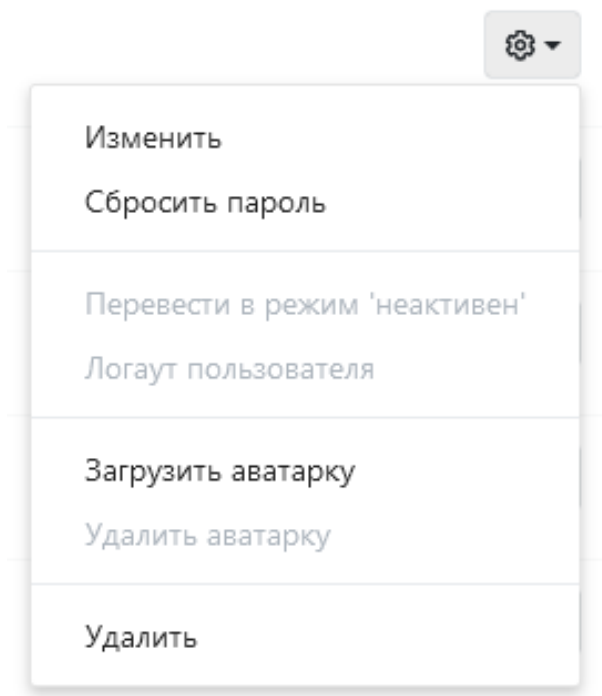 Изменить
Сбросить пароль
Перевести в режим 'неактивен'
Логаут пользователя
Загрузить аватарку
Удалить аватарку
Удалить